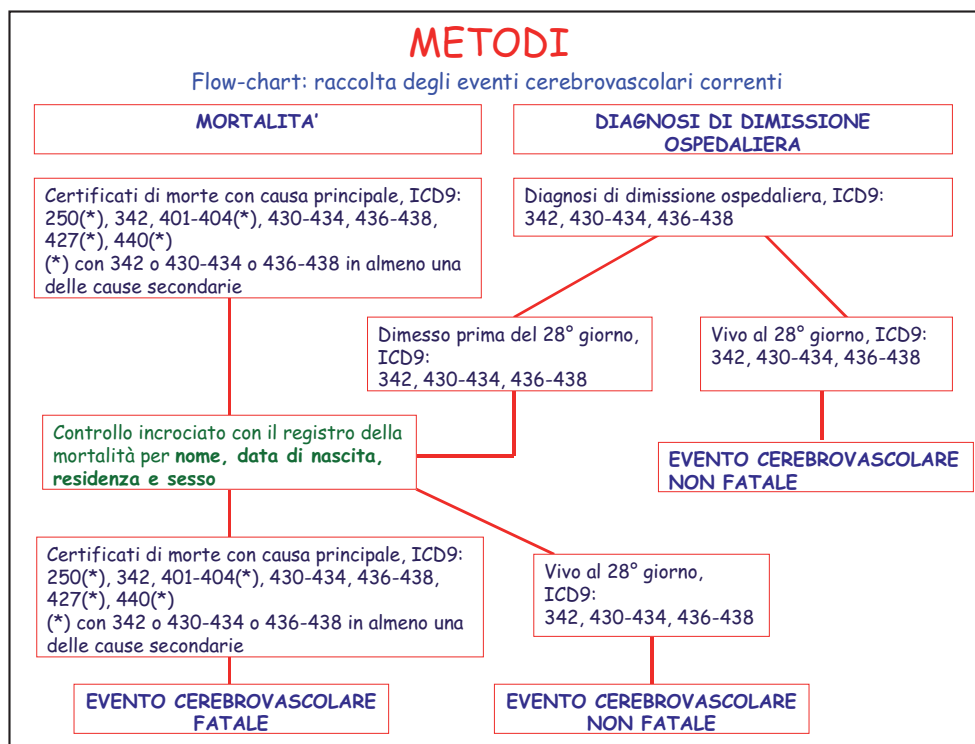 METODI
Flow-chart: raccolta degli eventi cerebrovascolari correnti
MORTALITA'
DIAGNOSI DI DIMISSIONE
OSPEDALIERA
Certificati di morte con causa principale, ICD9:
250(*), 342, 401-404(*), 430-434, 436-438,
427(*), 440(*)
(*) con 342 o 430-434 o 436-438 in almeno una
delle cause secondarie
Diagnosi di dimissione ospedaliera, ICD9:
342, 430-434, 436-438
Dimesso prima del 28° giorno,
ICD9:
342, 430-434, 436-438
Vivo al 28° giorno, ICD9:
342, 430-434, 436-438
Controllo incrociato con il registro della
mortalità per nome, data di nascita,
residenza e sesso
EVENTO CEREBROVASCOLARE
NON FATALE
Certificati di morte con causa principale, ICD9:
250(*), 342, 401-404(*), 430-434, 436-438,
427(*), 440(*)
(*) con 342 o 430-434 o 436-438 in almeno una
delle cause secondarie
Vivo al 28° giorno,
ICD9:
342, 430-434, 436-438
EVENTO CEREBROVASCOLARE
FATALE
EVENTO CEREBROVASCOLARE
NON FATALE